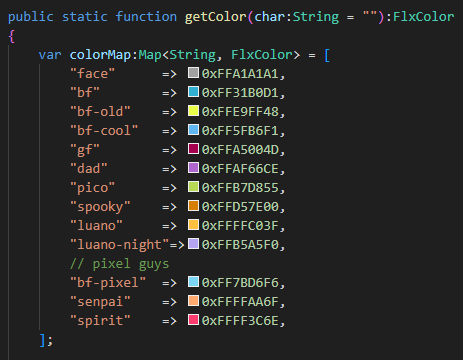 public static function getColor(char:String = ""):FlxColor
{
    var colorMap:Map<String, FlxColor> = [
        "face"      => 0xFFA1A1A1,
        "bf"        => 0xFF31B0D1,
        "bf-old"    => 0xFFE9FF48,
        "bf-cool"   => 0xFF5FB6F1,
        "gf"        => 0xFFA5004D,
        "dad"       => 0xFFAF66CE,
        "pico"      => 0xFFB7D855,
        "spooky"    => 0xFFD57E00,
        "luano"     => 0xFFFFC03F,
        "luano-night"=> 0xFFB5A5F0,
        // pixel guys
        "bf-pixel"  => 0xFF7BD6F6,
        "senpai"    => 0xFFFFAA6F,
        "spirit"    => 0xFFFF3C6E,
    ];